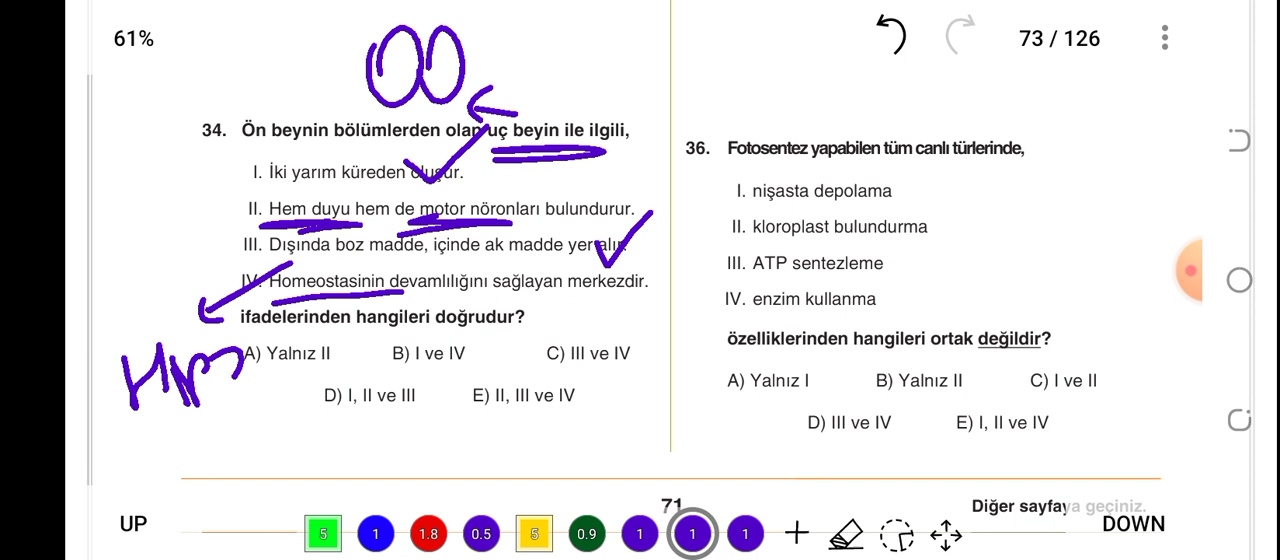 61%
73 / 126
34. Ön beynin bölümlerden olan uç beyin ile ilgili,
I. İki yarım küreden oluşur.
II. Hem duyu hem de motor nöronları bulundurur.
III. Dışında boz madde, içinde ak madde yer alır.
IV. Homeostasinin devamlılığını sağlayan merkezdir.
ifadelerinden hangileri doğrudur?
A) Yalnız II B) I ve IV C) III ve IV
D) I, II ve III E) II, III ve IV
36. Fotosentez yapabilen tüm canlı türlerinde,
I. nişasta depolama
II. kloroplast bulundurma
III. ATP sentezleme
IV. enzim kullanma
özelliklerinden hangileri ortak değildir?
A) Yalnız I B) Yalnız II C) I ve II
D) III ve IV E) I, II ve IV
71
Diğer sayfaya geçiniz.
UP
5 1 1.8 0.5 5 0.9 1 1 1
DOWN